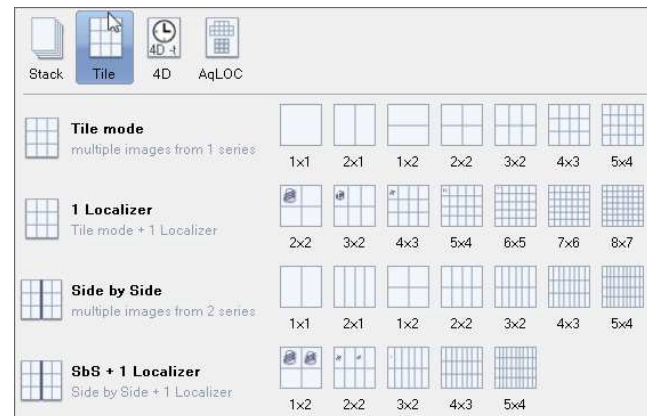 Stack Tile 4D -t 4D AqLOC
Tile mode
multiple images from 1 series
1x1 2x1 1x2 2x2 3x2 4x3 5x4
1 Localizer
Tile mode + 1 Localizer
2x2 3x2 4x3 5x4 6x5 7x6 8x7
Side by Side
multiple images from 2 series
1x1 2x1 1x2 2x2 3x2 4x3 5x4
SbS + 1 Localizer
Side by Side + 1 Localizer
1x2 2x2 3x2 4x3 5x4